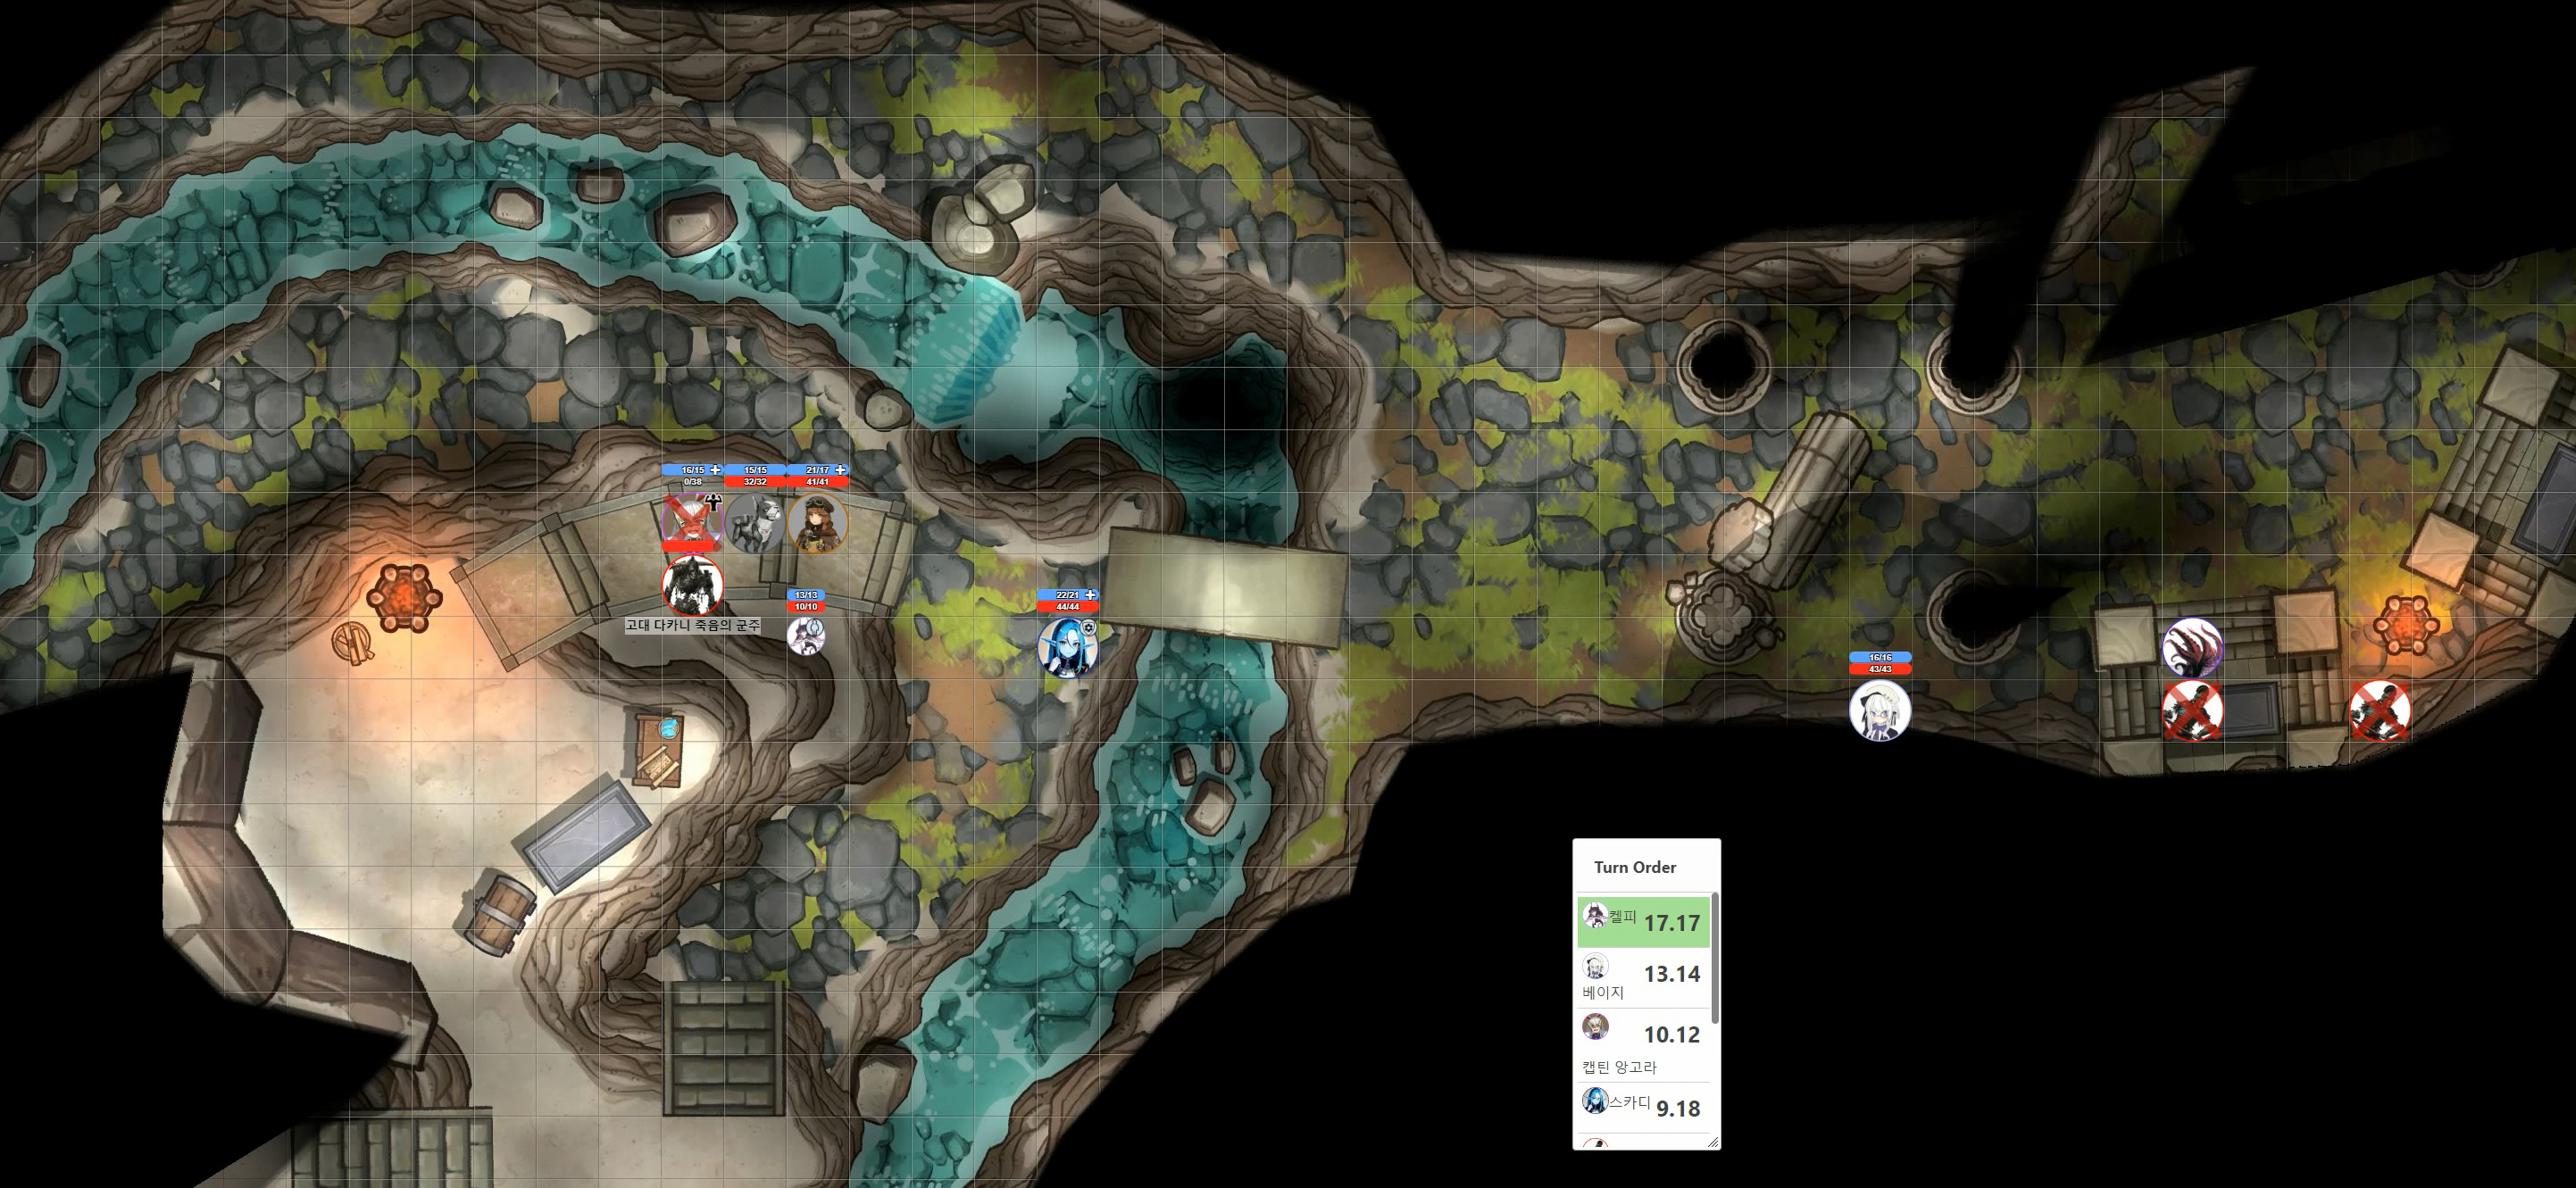 16/15
15/15
21/17
0/38
32/32
41/41
13/13
10/10
고대 다카니 죽음의 군주
22/21
44/44
16/16
43/43
Turn Order
켈피 17.17
13.14
베이지
10.12
캡틴 앙고라
스카디 9.18